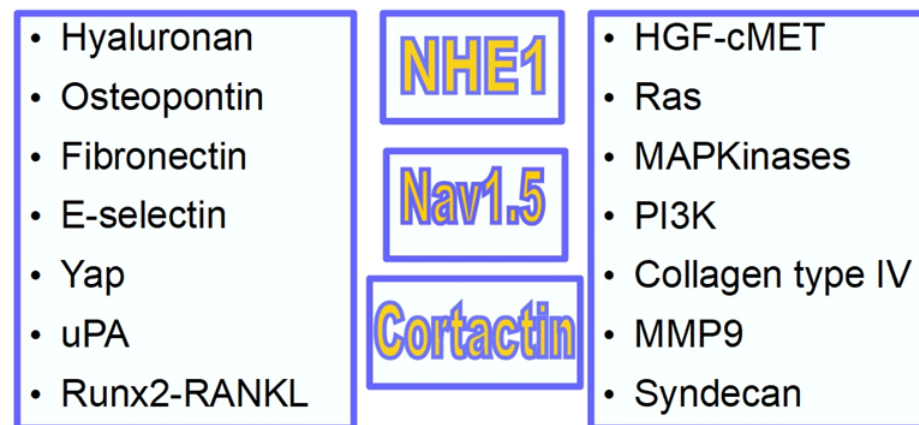 • Hyaluronan
• Osteopontin
• Fibronectin
• E-selectin
• Yap
• uPA
• Runx2-RANKL
NHE1
Nav1.5
Cortactin
• HGF-cMET
• Ras
• MAPKinases
• PI3K
• Collagen type IV
• MMP9
• Syndecan